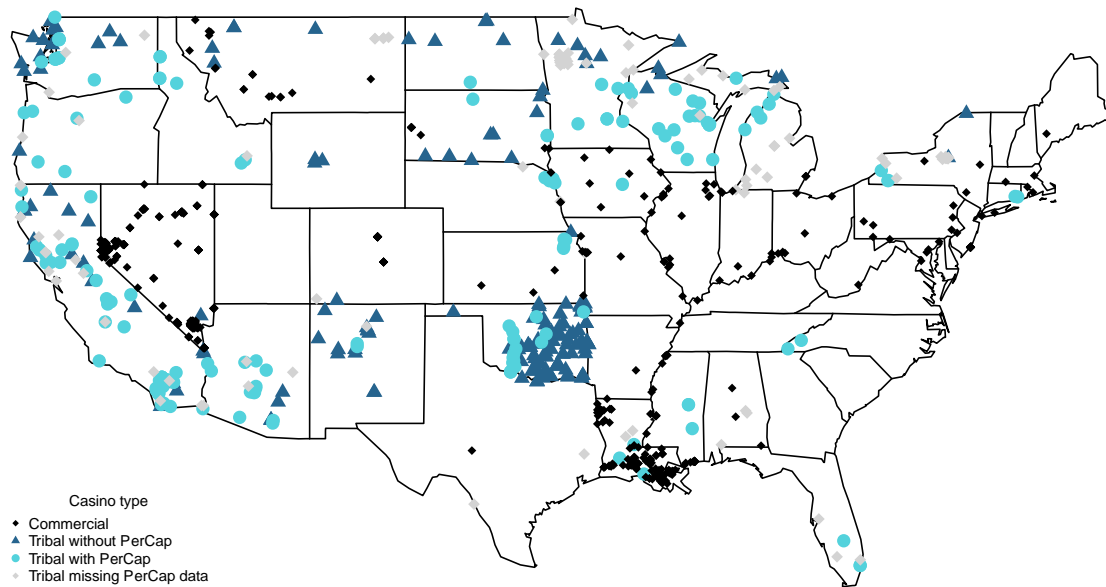 Casino type
Commercial
Tribal without PerCap
Tribal with PerCap
Tribal missing PerCap data